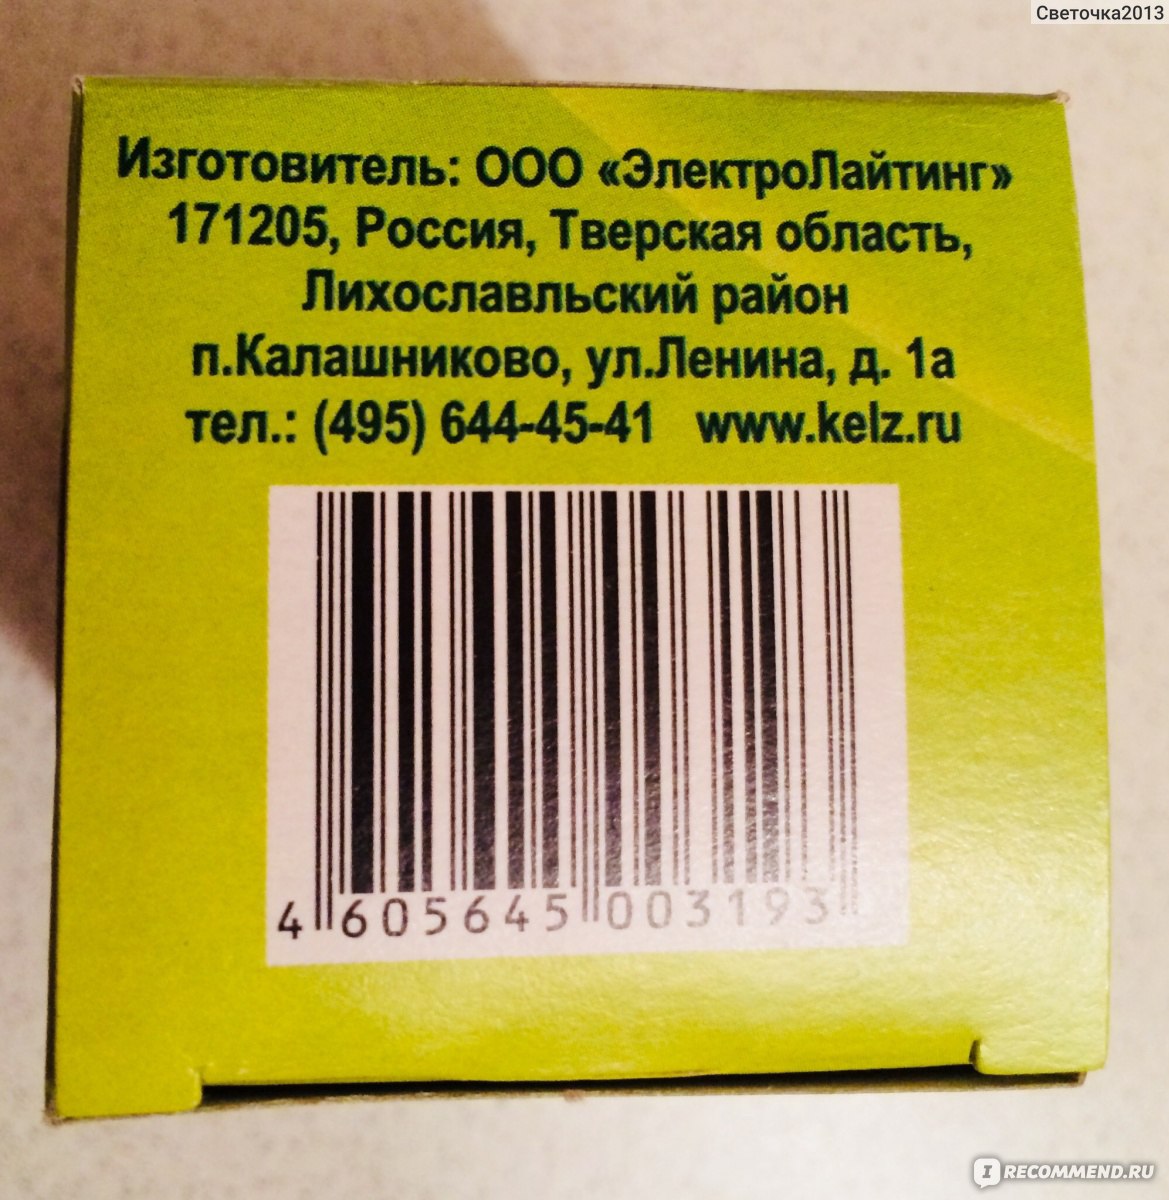 Светочка2013
Изготовитель: ООО «ЭлектроЛайтинг»
171205, Россия, Тверская область,
Лихославльский район
п.Калашниково, ул.Ленина, д. 1а
тел.: (495) 644-45-41 www.kelz.ru
4 605645 003193
IRECOMMEND.RU